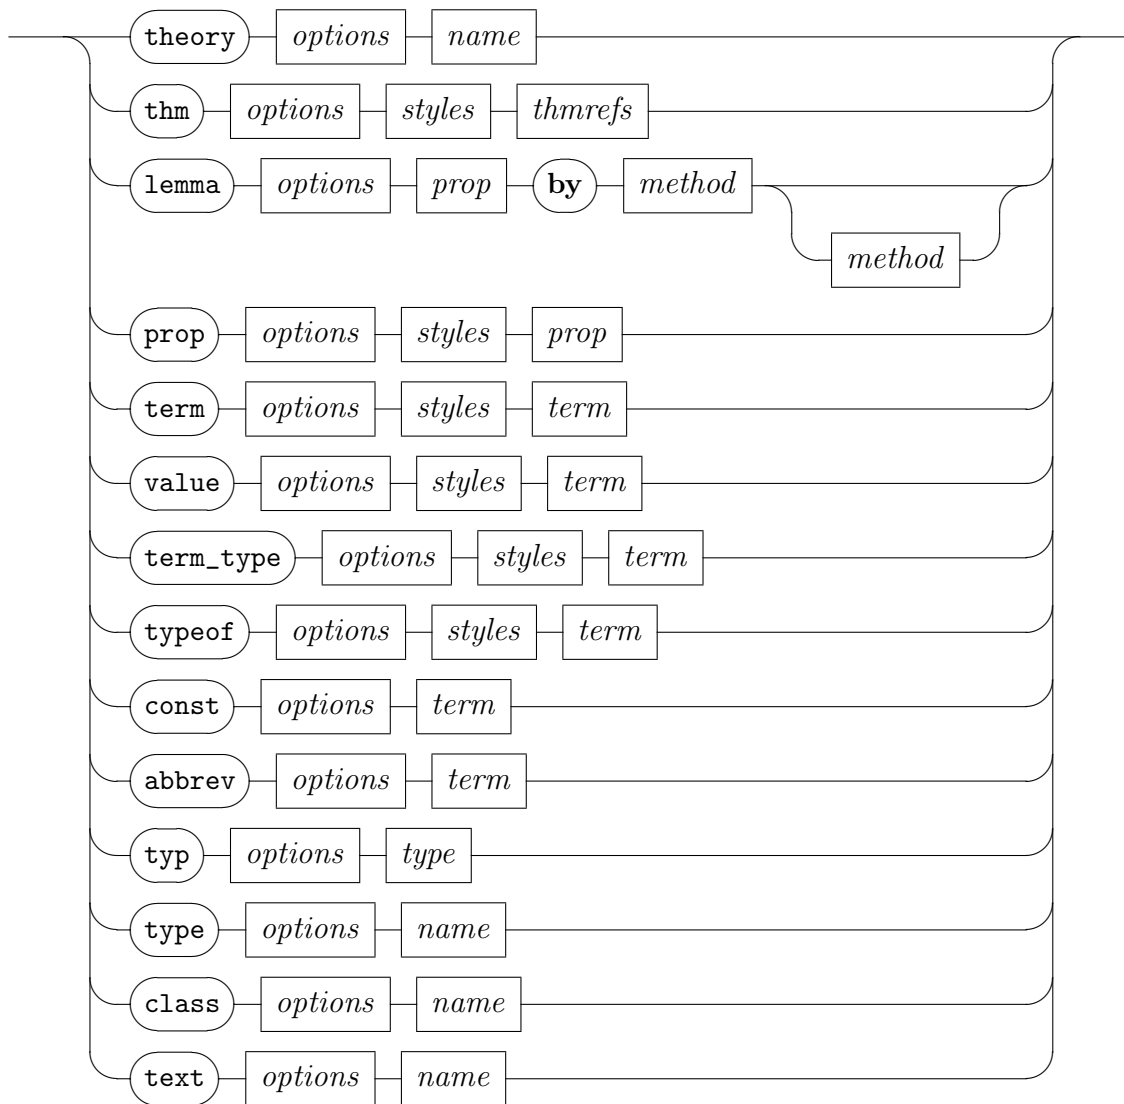 theory options name
thm options styles thmrefs
lemma options prop by method
method
prop options styles prop
term options styles term
value options styles term
term_type options styles term
typeof options styles term
const options term
abbrev options term
typ options type
type options name
class options name
text options name